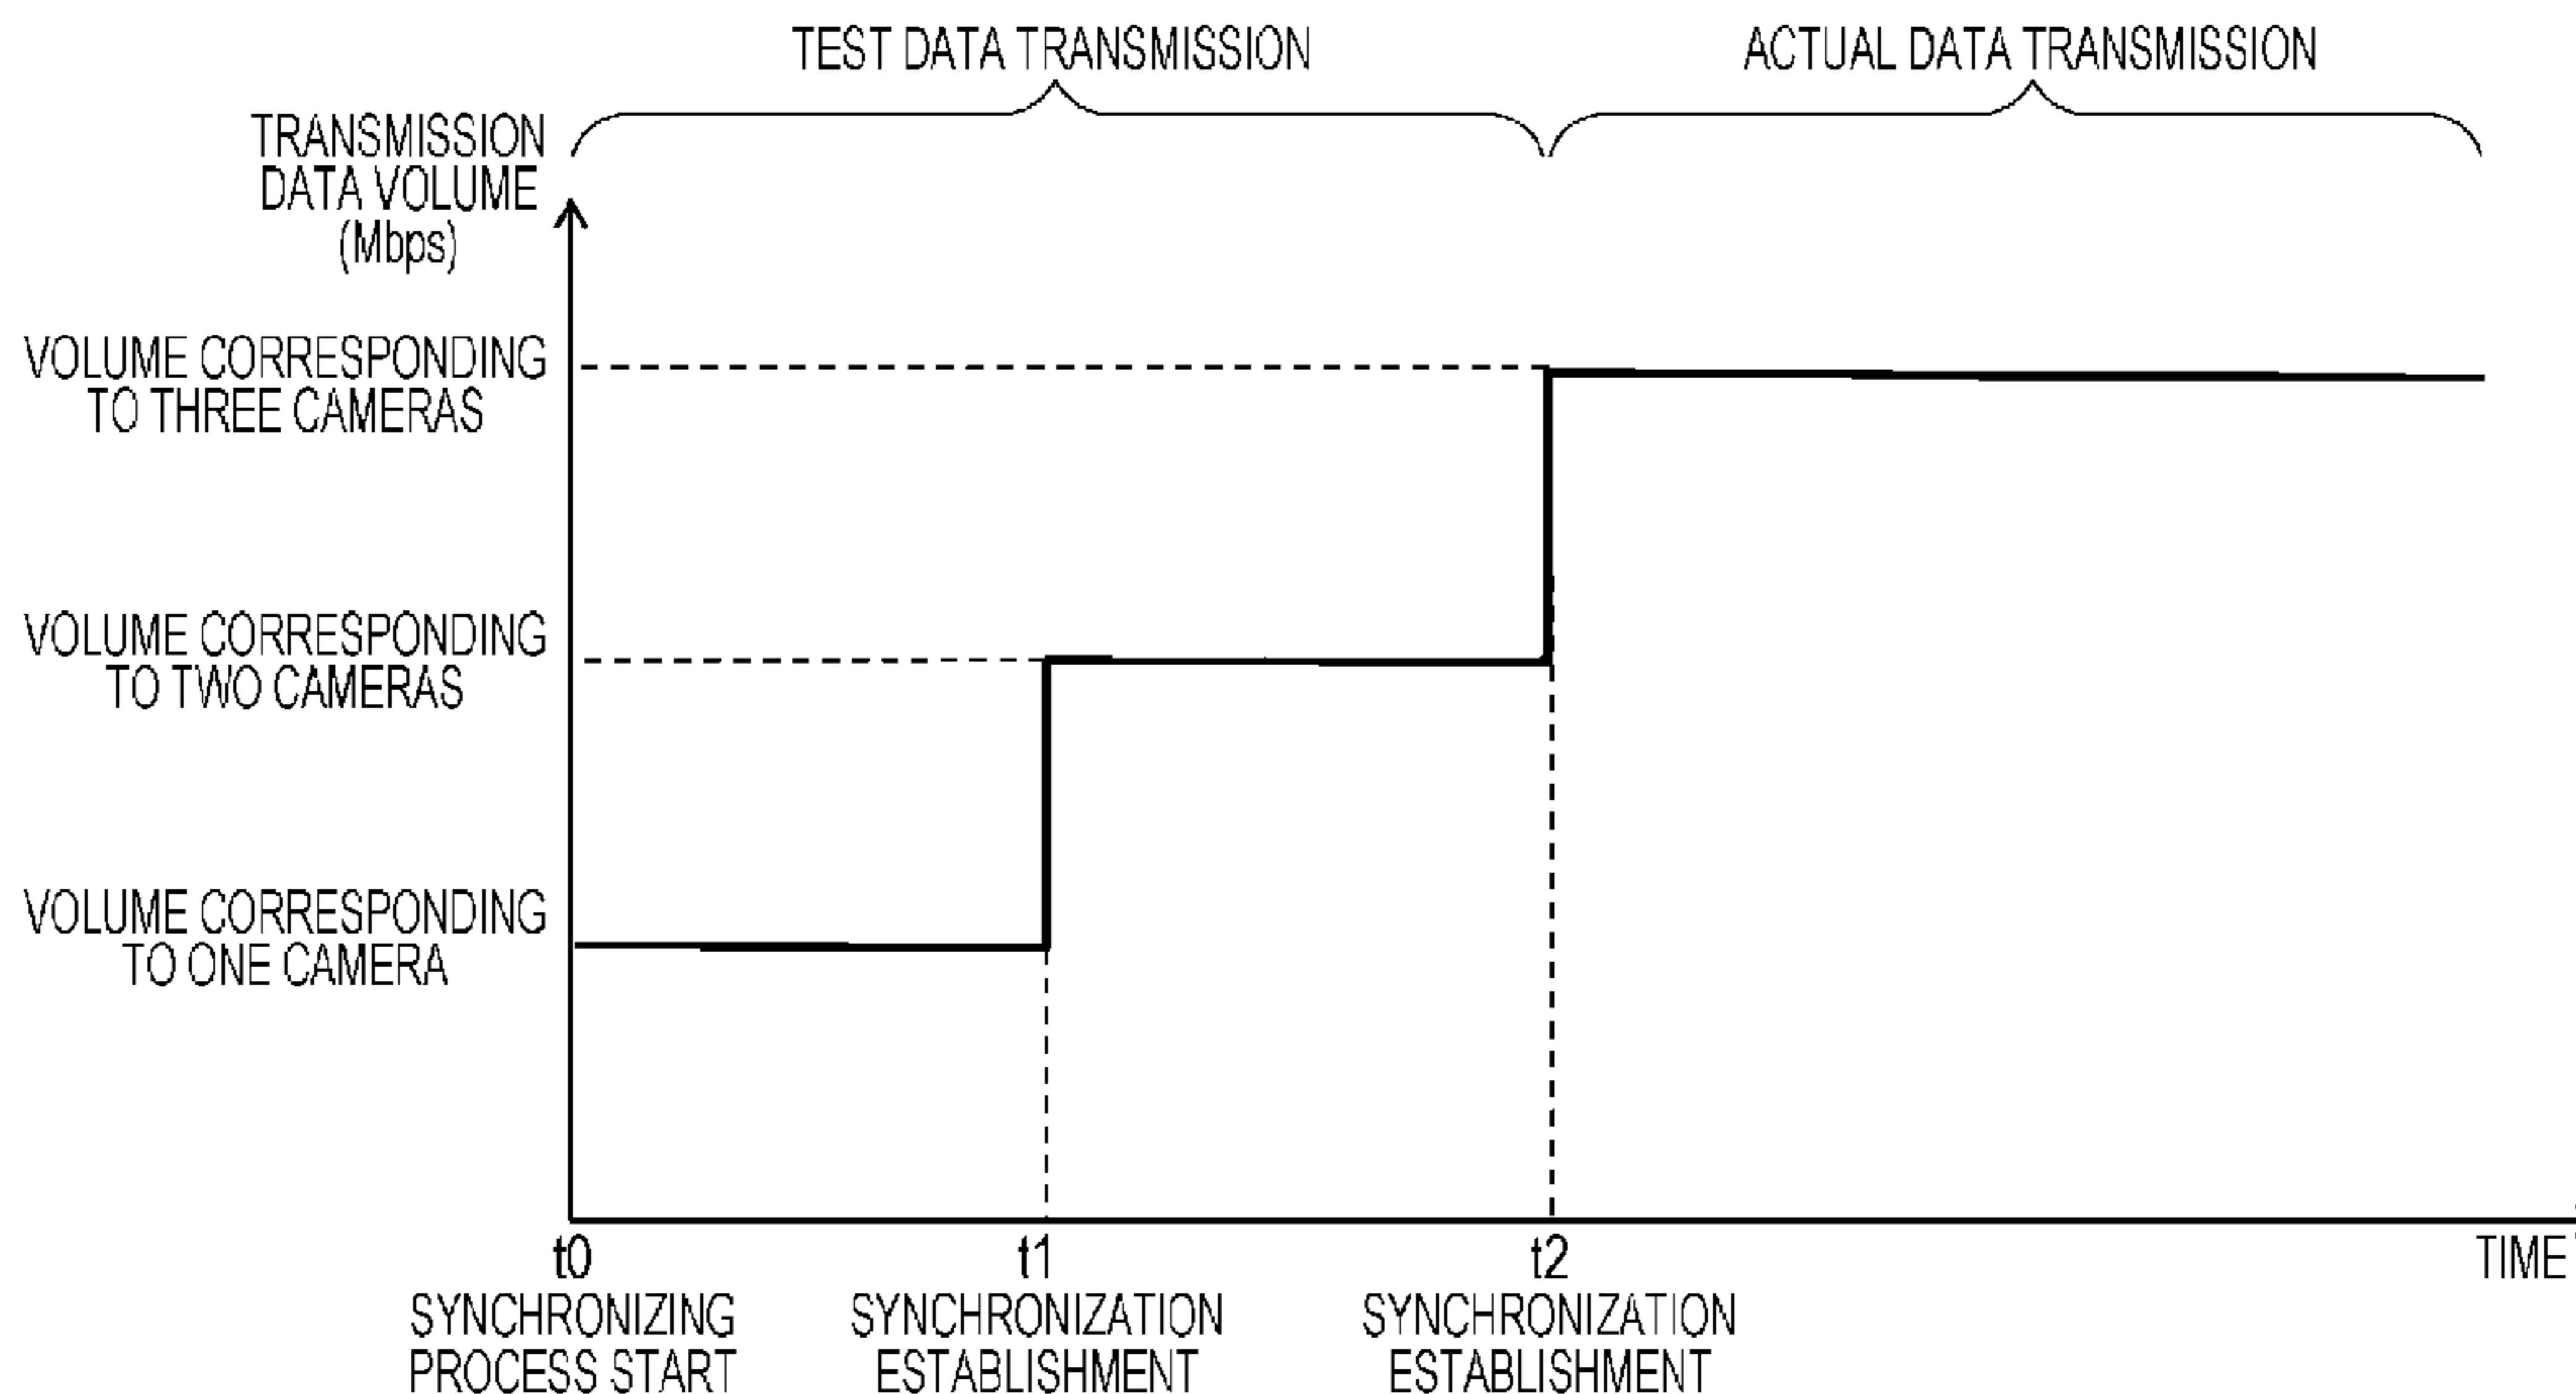 TEST DATA TRANSMISSION
ACTUAL DATA TRANSMISSION
TRANSMISSION
DATA VOLUME
(Mbps)
VOLUME CORRESPONDING
TO THREE CAMERAS
VOLUME CORRESPONDING
TO TWO CAMERAS
VOLUME CORRESPONDING
TO ONE CAMERA
t0
SYNCHRONIZING
PROCESS START
t1
SYNCHRONIZATION
ESTABLISHMENT
t2
SYNCHRONIZATION
ESTABLISHMENT
TIME